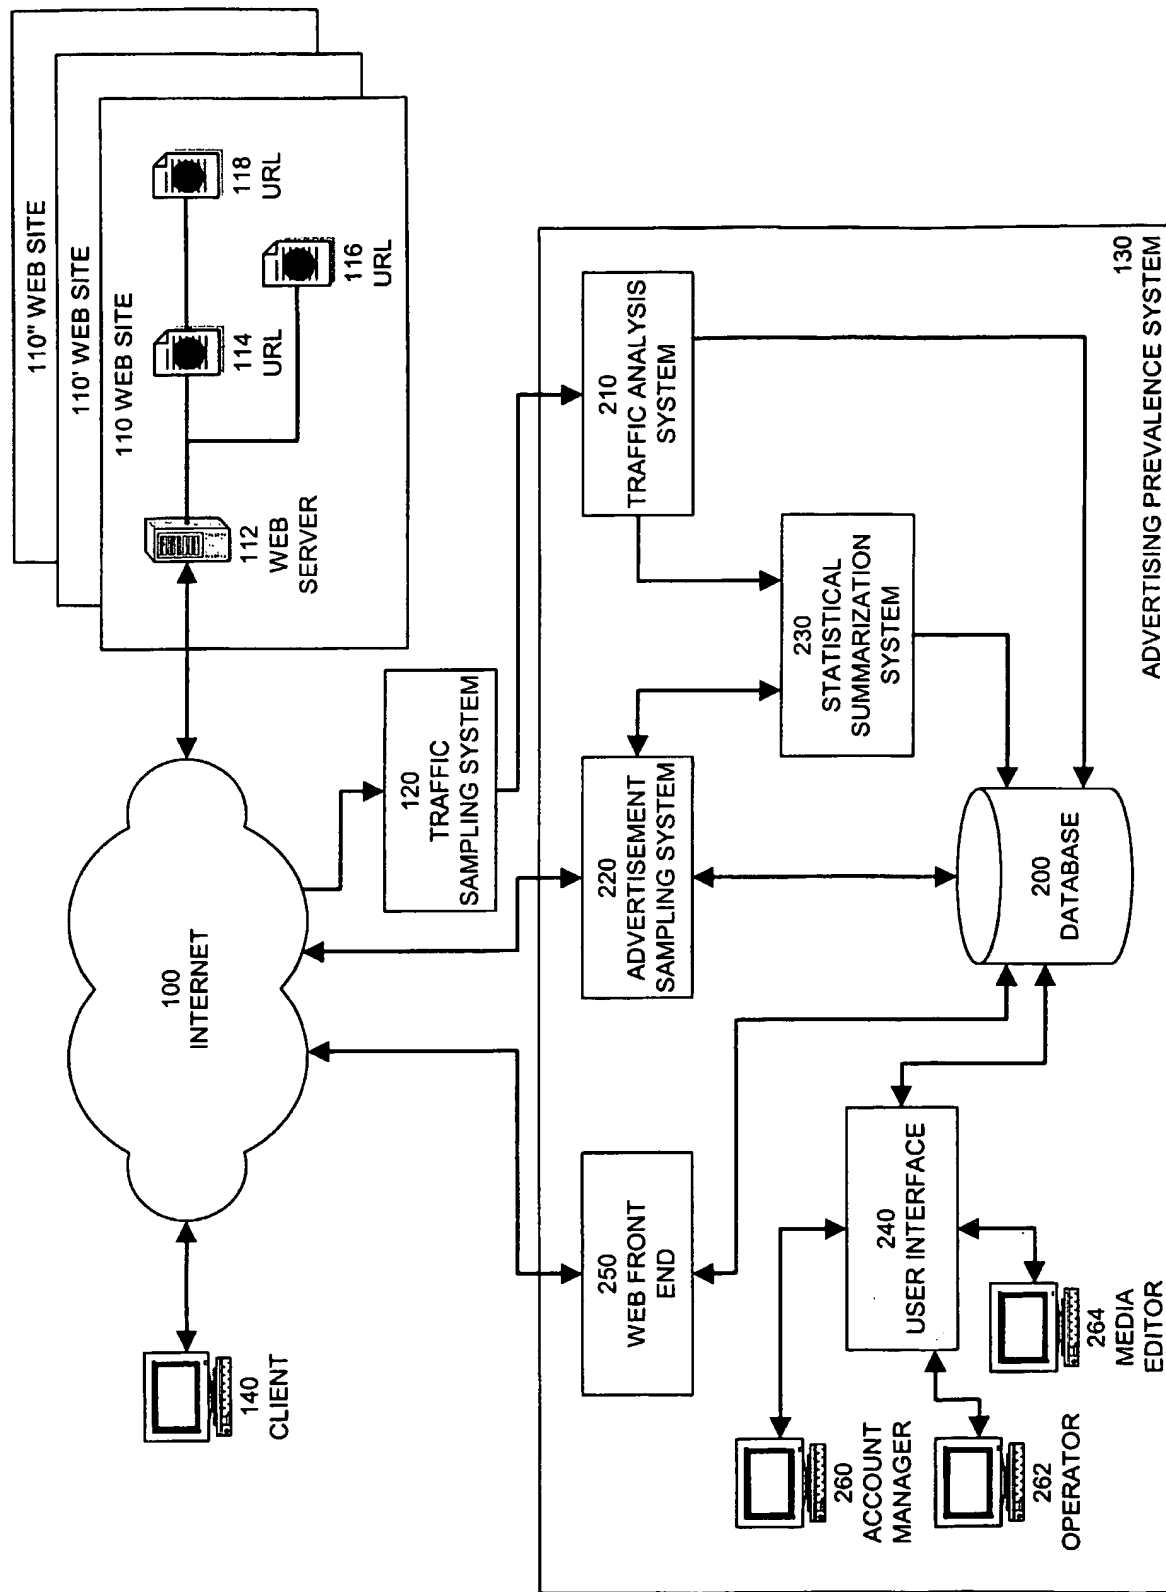 110" WEB SITE
110' WEB SITE
110 WEB SITE
118
URL
116
URL
114
URL
112
WEB
SERVER
100
INTERNET
140
CLIENT
120
TRAFFIC
SAMPLING SYSTEM
210
TRAFFIC ANALYSIS
SYSTEM
220
ADVERTISEMENT
SAMPLING SYSTEM
230
STATISTICAL
SUMMARIZATION
SYSTEM
250
WEB FRONT
END
200
DATABASE
240
USER INTERFACE
260
ACCOUNT
MANAGER
262
OPERATOR
264
MEDIA
EDITOR
130
ADVERTISING PREVALENCE SYSTEM